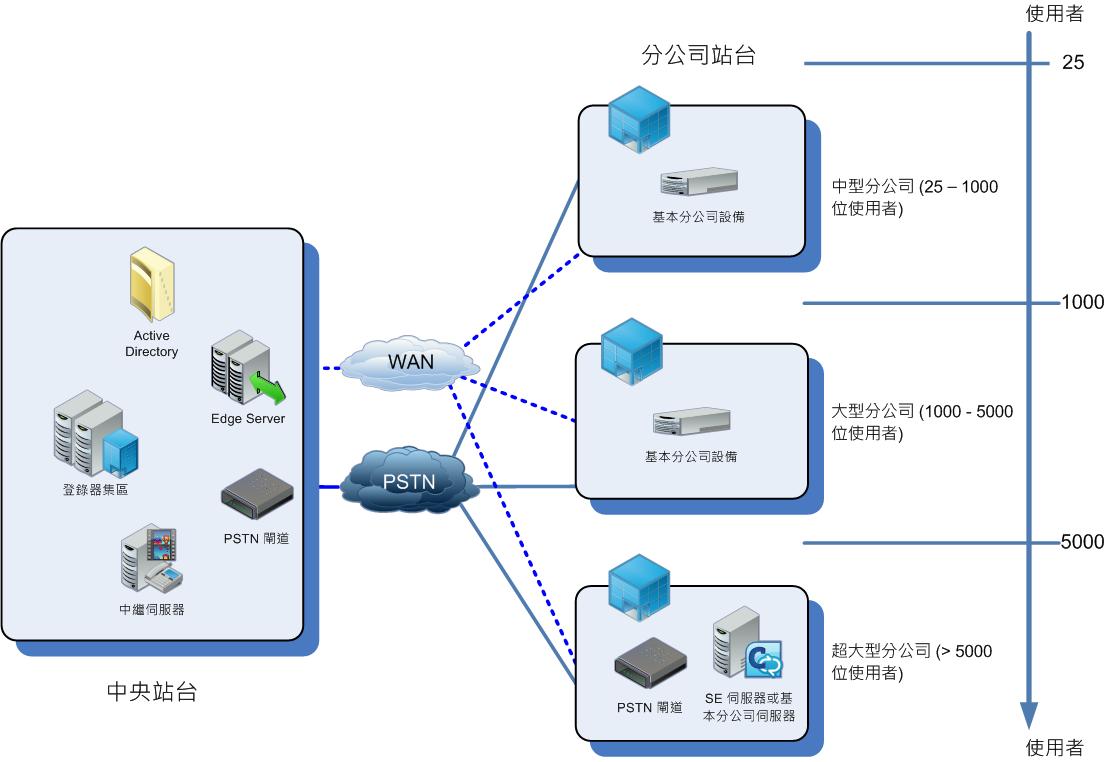 使用者
分公司站台
25
基本分公司設備
中型分公司 (25 – 1000
位使用者)
1000
Active
Directory
Edge Server
登錄器集區
PSTN 閘道
中繼伺服器
中央站台
WAN
PSTN
基本分公司設備
大型分公司 (1000 - 5000
位使用者)
5000
PSTN 閘道
SE 伺服器或基
本分公司伺服器
超大型分公司 (> 5000
位使用者)
使用者